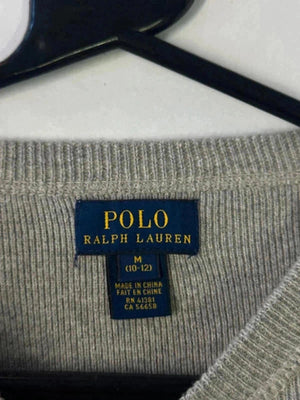 POLO
RALPH LAUREN
M
(10-12)
MADE IN CHINA
FAIT EN CHINE
RN 41381
CA 56658